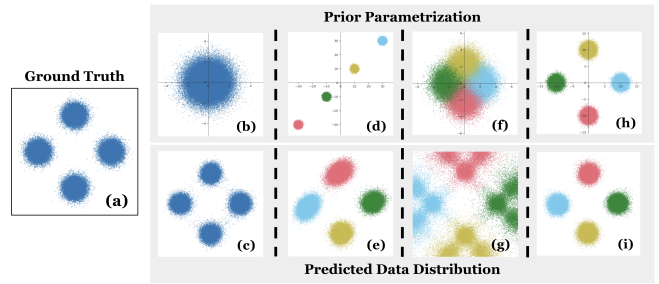 Prior Parametrization
Ground Truth
(a)
(b)
(d)
(f)
(h)
(c)
(e)
(g)
(i)
Predicted Data Distribution